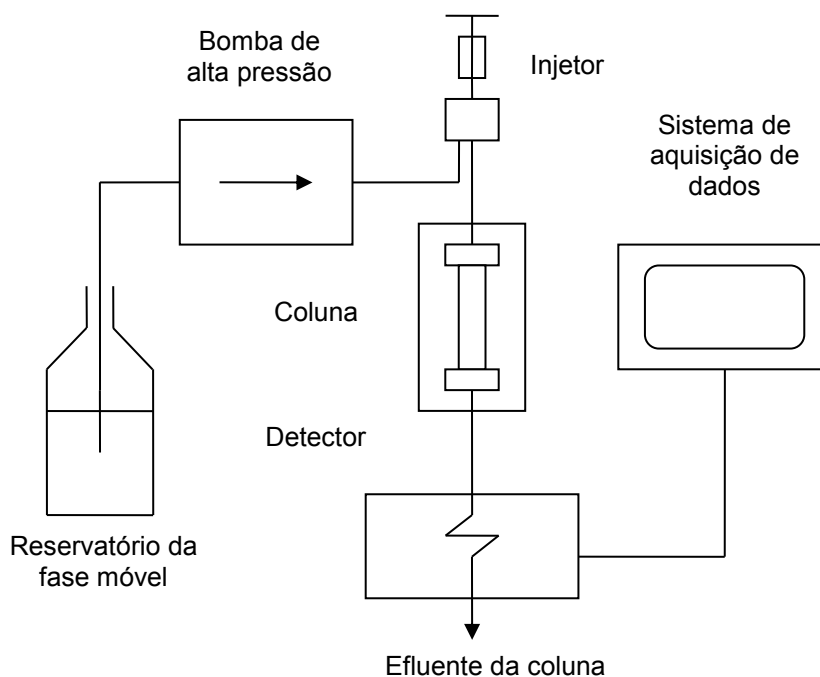 Bomba de
alta pressão
Injetor
Sistema de
aquisição de
dados
Coluna
Detector
Reservatório da
fase móvel
Efluente da coluna